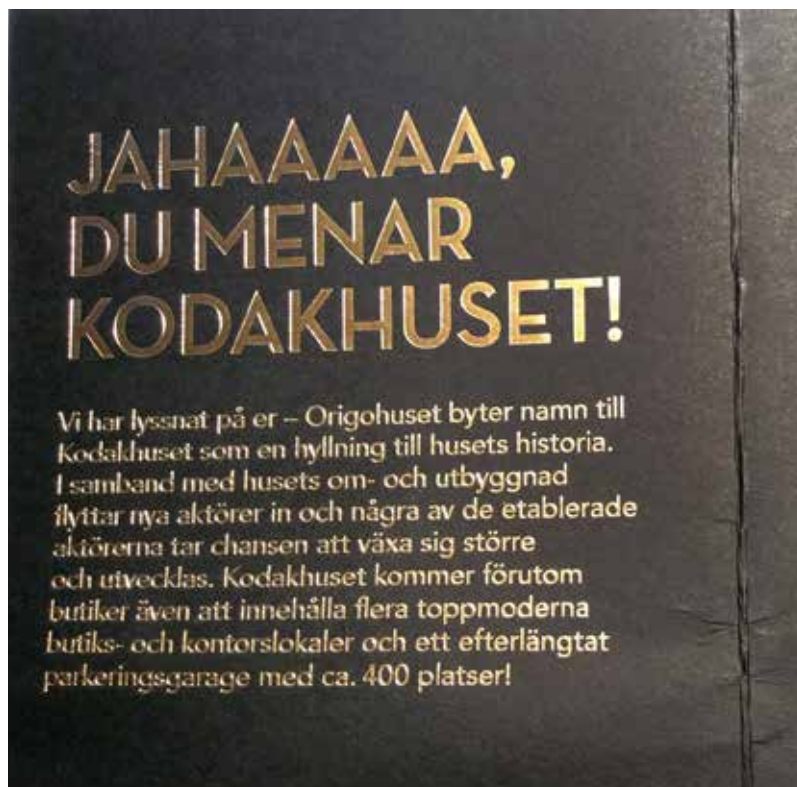 JAHAAAAA,
DU MENAR
KODAKHUSET!
Vi har lyssnat på er – Origohuset byter namn till
Kodakhuset som en hyllning till husets historia.
I samband med husets om- och utbyggnad
flyttar nya aktörer in och några av de etablerade
aktörerna tar chansen att växa sig större
och utvecklas. Kodakhuset kommer förutom
butiker även att innehålla flera toppmoderna
butiks- och kontorslokaler och ett efterlängtat
parkeringsgarage med ca. 400 platser!